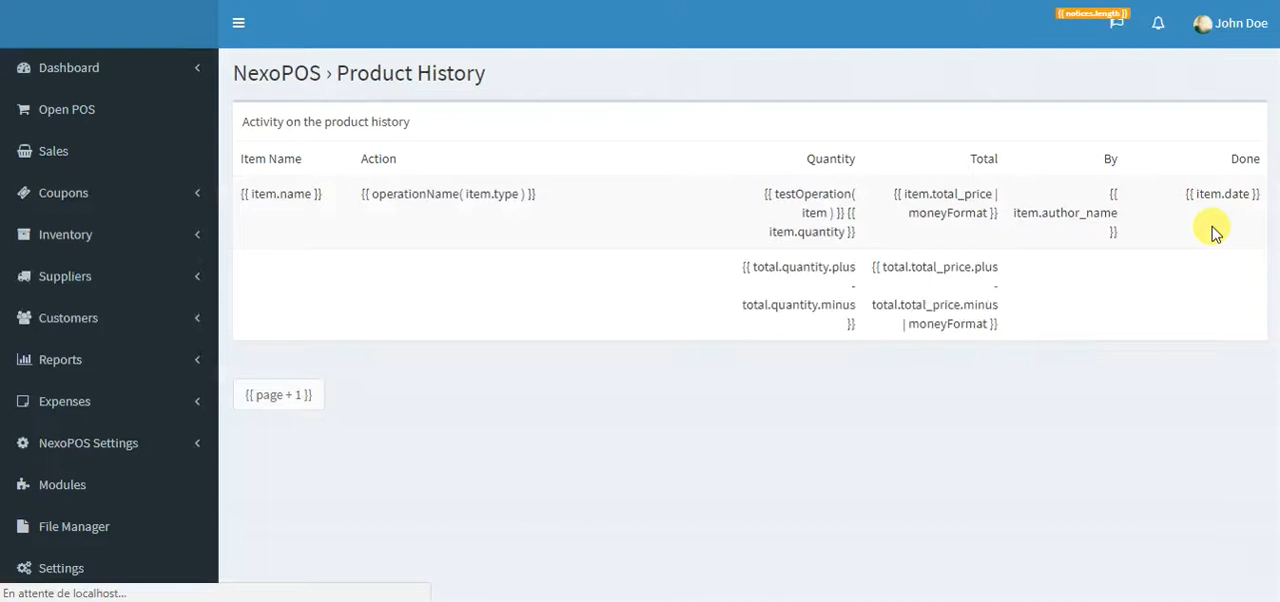 {{ notices.length }}
John Doe
Dashboard
Open POS
Sales
Coupons
Inventory
Suppliers
Customers
Reports
Expenses
NexoPOS Settings
Modules
File Manager
Settings
NexoPOS › Product History
Activity on the product history
Item Name Action Quantity Total By Done
{{ item.name }}
{{ operationName( item.type ) }}
{{ testOperation(
item ) }} {{
item.quantity }}
{{ item.total_price |
moneyFormat }}
{{
item.author_name
}}
{{ item.date }}
{{ total.quantity.plus
-
total.quantity.minus
}}
{{ total.total_price.plus
-
total.total_price.minus
| moneyFormat }}
{{ page + 1 }}
En attente de localhost...